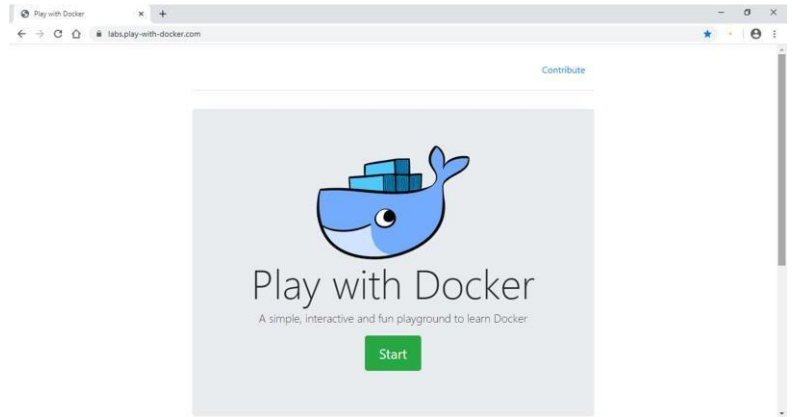 Play with Docker
labs.play-with-docker.com
Contribute
Play with Docker
A simple, interactive and fun playground to learn Docker
Start